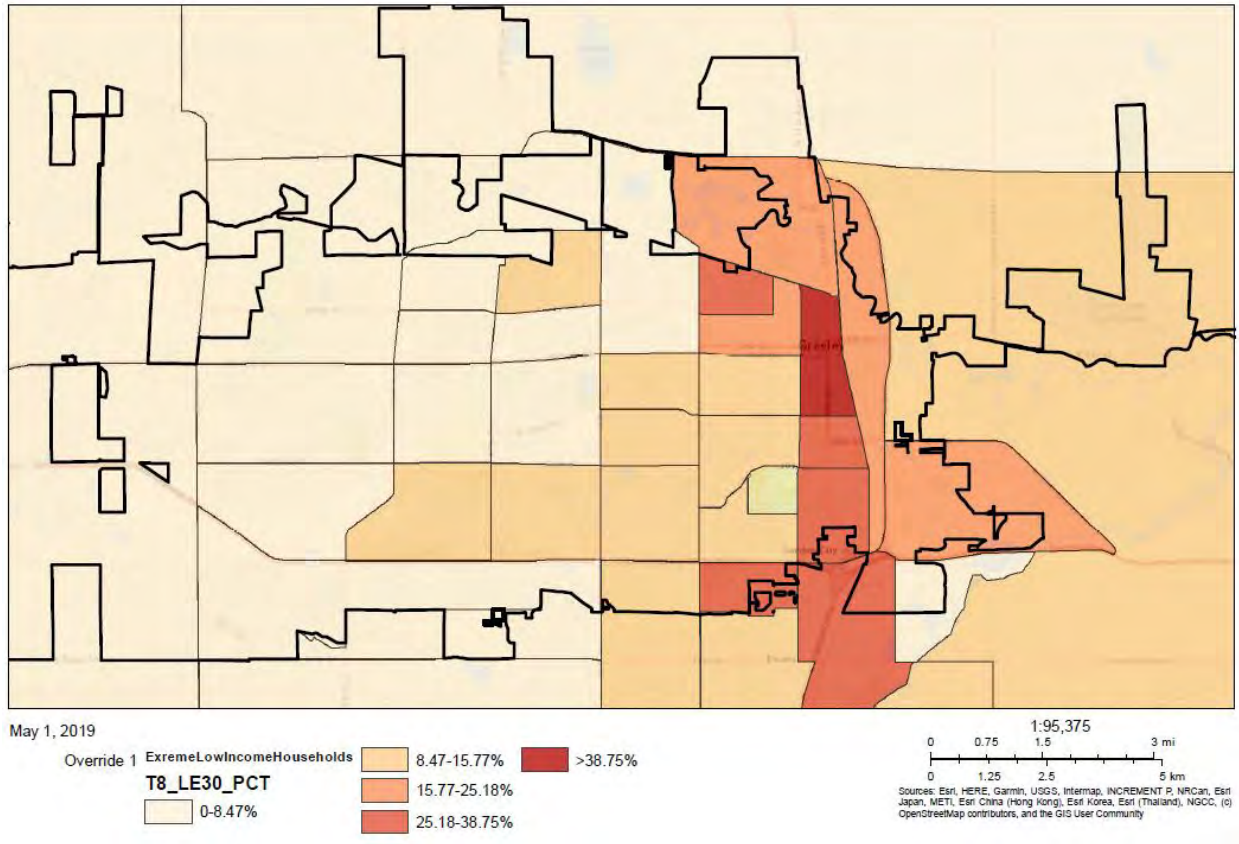 Greeley
May 1, 2019
Override 1 ExremeLowIncomeHouseholds
T8_LE30_PCT
0-8.47%
8.47-15.77%
15.77-25.18%
25.18-38.75%
>38.75%
1:95,375
0 0.75 1.5 3 mi
0 1.25 2.5 5 km
Sources: Esri, HERE, Garmin, USGS, Intermap, INCREMENT P, NRCan, Esri
Japan, METI, Esri China (Hong Kong), Esri Korea, Esri (Thailand), NGCC, (c)
OpenStreetMap contributors, and the GIS User Community